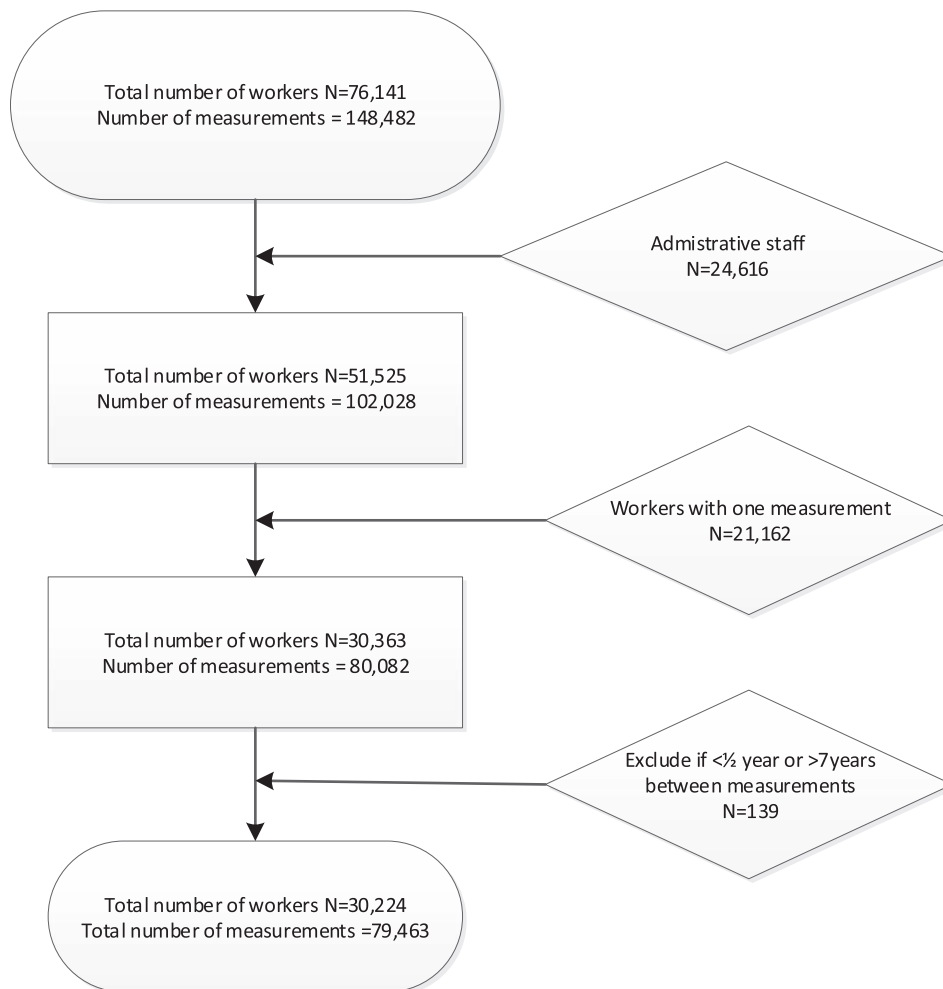 Total number of workers N=76,141
Number of measurements = 148,482
Admistrative staff
N=24,616
Total number of workers N=51,525
Number of measurements = 102,028
Workers with one measurement
N=21,162
Total number of workers N=30,363
Number of measurements = 80,082
Exclude if <½ year or >7years
between measurements
N=139
Total number of workers N=30,224
Total number of measurements =79,463